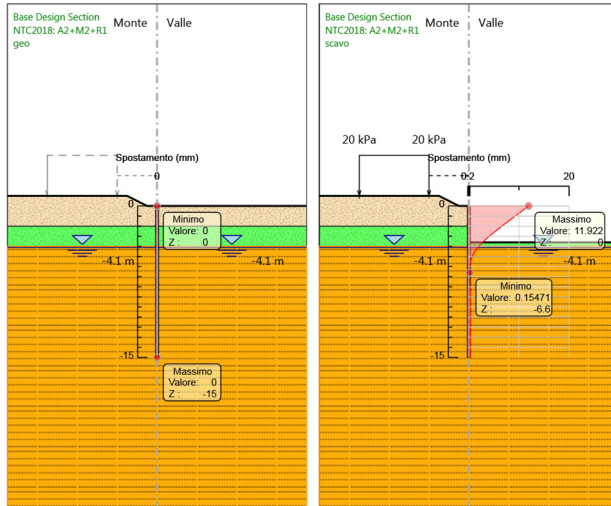 Base Design Section
NTC2018: A2+M2+R1
geo
Monte
Valle
Spostamento (mm)
0
0
Minimo
Valore: 0
Z : 0
-4.1 m
-4.1 m
-15
Massimo
Valore: 0
Z : -15
Base Design Section
NTC2018: A2+M2+R1
scavo
Monte
Valle
20 kPa
20 kPa
Spostamento (mm)
20
0
Massimo
Valore: 11.922
Z : 0
-4.1 m
-4.1 m
Minimo
Valore: 0.15471
Z : -6.6
-15